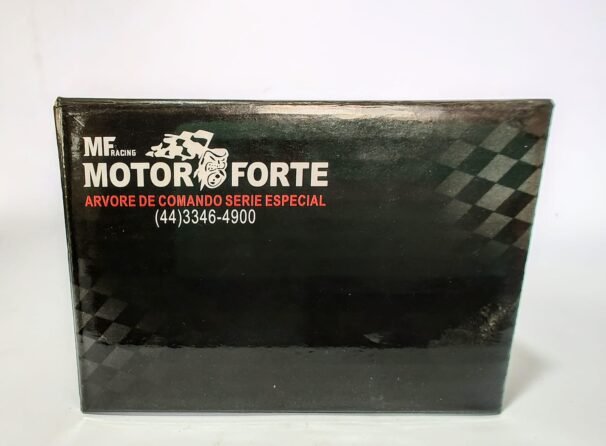 MF RACING
MOTOR FORTE
ARVORE DE COMANDO SERIE ESPECIAL
(44)3346-4900